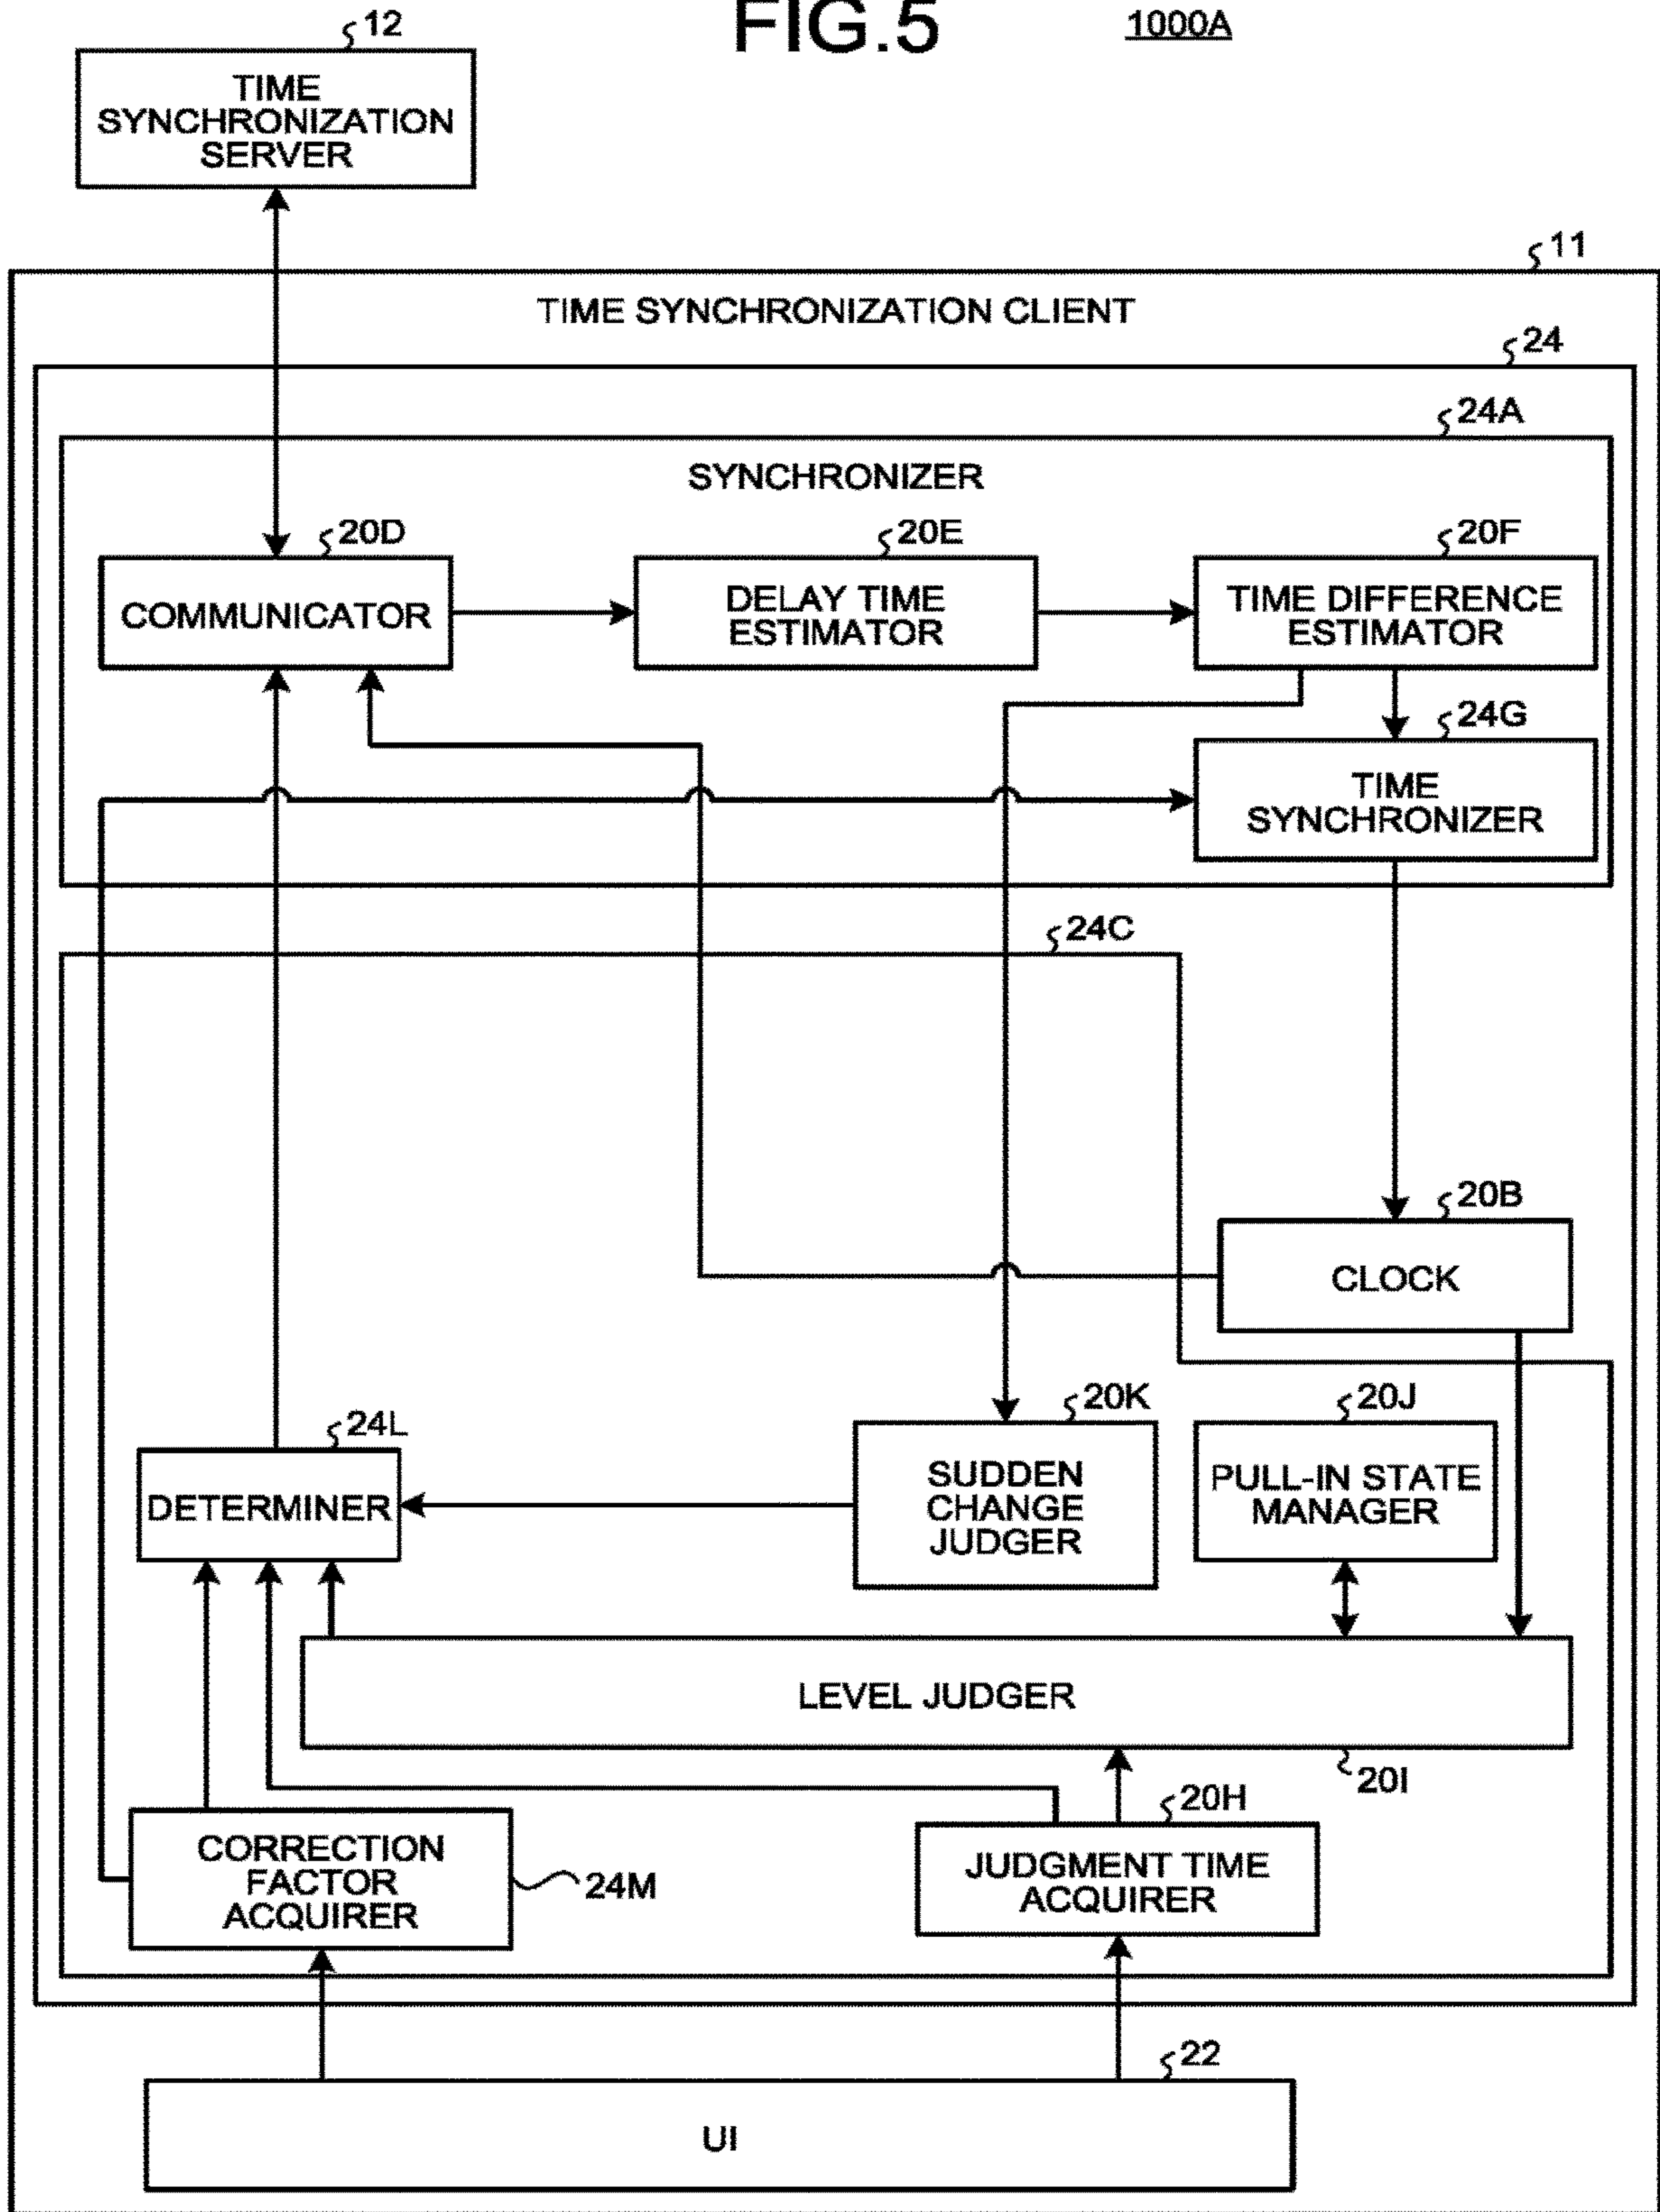 FIG.5
1000A
12
TIME
SYNCHRONIZATION
SERVER
11
TIME SYNCHRONIZATION CLIENT
24
24A
SYNCHRONIZER
20D
20E
20F
COMMUNICATOR
DELAY TIME
ESTIMATOR
TIME DIFFERENCE
ESTIMATOR
24G
TIME
SYNCHRONIZER
24C
20B
CLOCK
24L
20K
20J
DETERMINER
SUDDEN
CHANGE
JUDGER
PULL-IN STATE
MANAGER
LEVEL JUDGER
20I
20H
CORRECTION
FACTOR
ACQUIRER
24M
JUDGMENT TIME
ACQUIRER
22
UI